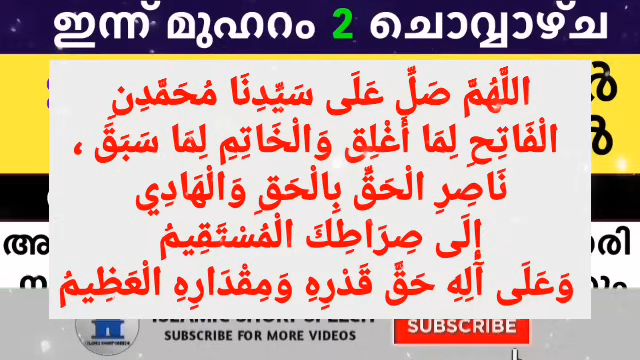 ഇന്ന് മുഹറം 2 ചൊവ്വാഴ്ച
اللَّهُمَّ صَلِّ عَلَى سَيِّدِنَا مُحَمَّدِنِ
الْفَاتِحِ لِمَا أُغْلِقِ وَالْخَاتِمِ لِمَا سَبَقَ ،
نَاصِرِ الْحَقِّ بِالْحَقِ وَالْهَادِي
إِلَى صِرَاطِكَ الْمُسْتَقِيمُ
وَعَلَى آلِهِ حَقَّ قَدْرِهِ وَمِقْدَارِهِ الْعَظِيمُ
SUBSCRIBE FOR MORE VIDEOS
SUBSCRIBE